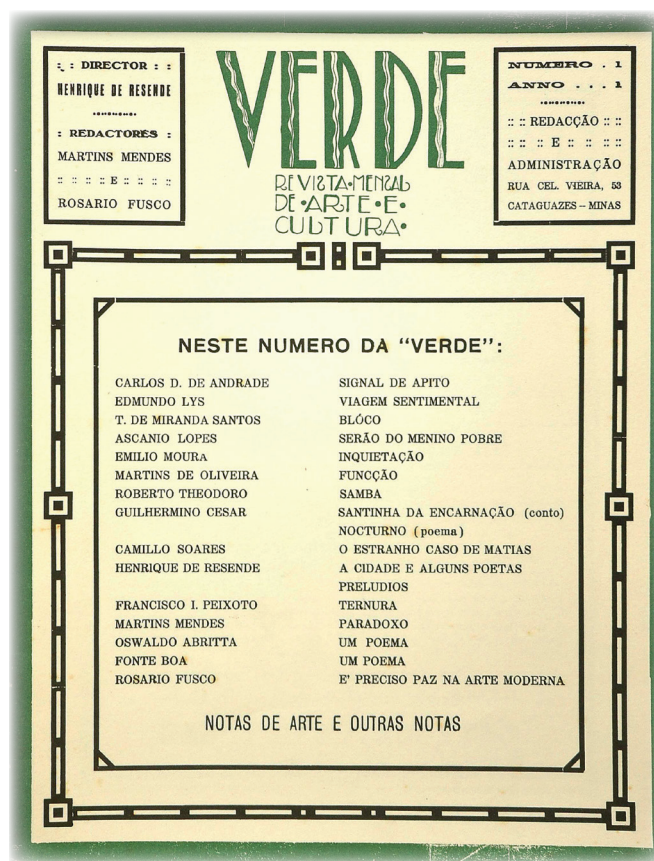 : : DIRECTOR : :
HENRIQUE DE RESENDE
: REDACTORES :
MARTINS MENDES
:: :: :: :: E :: :: :: ::
ROSARIO FUSCO
VERDE
REVISTA•MENSAL
DE•ARTE•E•
CULTURA•
NUMERO . 1
ANNO . . . 1
:: :: REDACÇÃO :: ::
:: :: :: E :: :: ::
ADMINISTRAÇÃO
RUA CEL. VIEIRA, 53
CATAGUAZES – MINAS
NESTE NUMERO DA “VERDE”:
CARLOS D. DE ANDRADE SIGNAL DE APITO
EDMUNDO LYS VIAGEM SENTIMENTAL
T. DE MIRANDA SANTOS BLÓCO
ASCANIO LOPES SERÃO DO MENINO POBRE
EMILIO MOURA INQUIETAÇÃO
MARTINS DE OLIVEIRA FUNCÇÃO
ROBERTO THEODORO SAMBA
GUILHERMINO CESAR SANTINHA DA ENCARNAÇÃO (conto)
NOCTURNO (poema)
CAMILLO SOARES O ESTRANHO CASO DE MATIAS
HENRIQUE DE RESENDE A CIDADE E ALGUNS POETAS
PRELUDIOS
FRANCISCO I. PEIXOTO TERNURA
MARTINS MENDES PARADOXO
OSWALDO ABRITTA UM POEMA
FONTE BOA UM POEMA
ROSARIO FUSCO E' PRECISO PAZ NA ARTE MODERNA
NOTAS DE ARTE E OUTRAS NOTAS